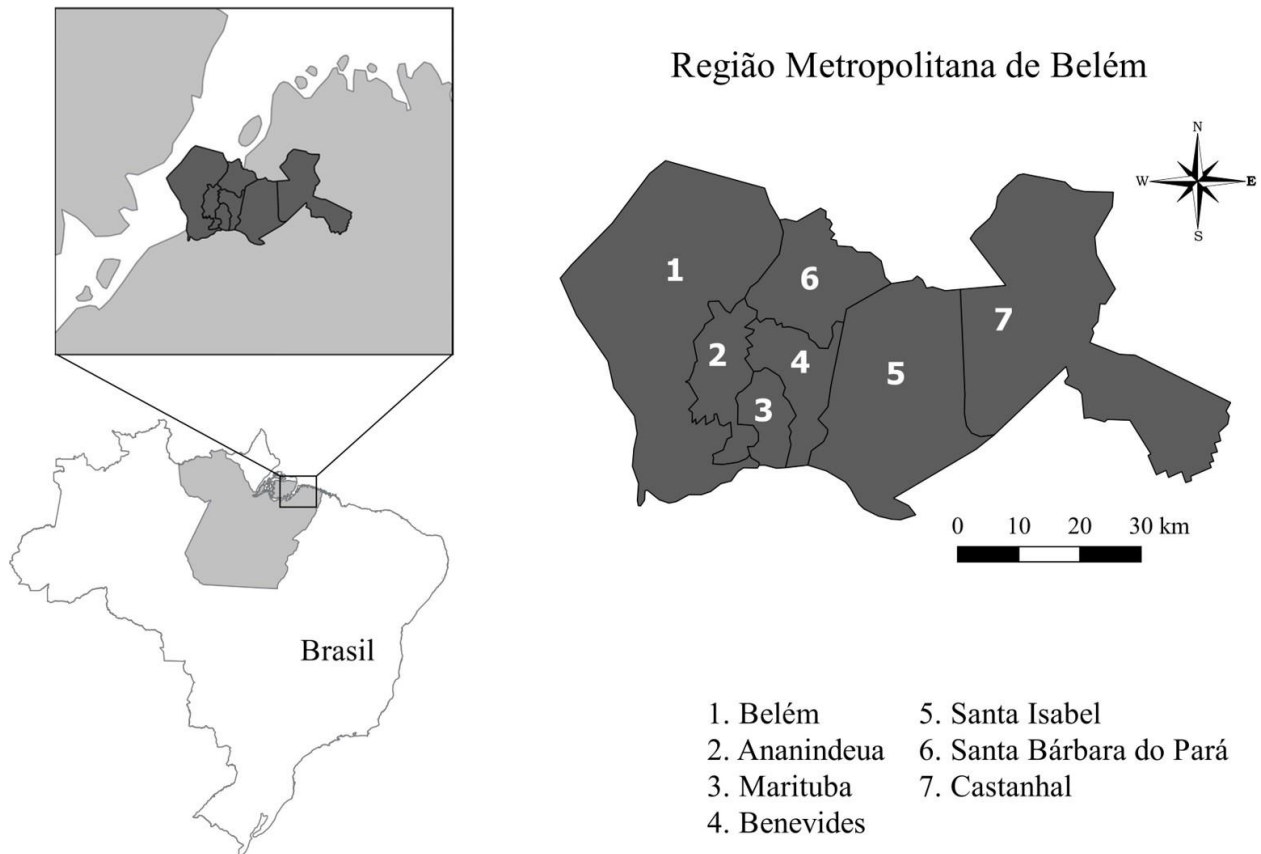 Região Metropolitana de Belém
N
W
E
S
1
6
7
2
4
5
3
0 10 20 30 km
Brasil
1. Belém
2. Ananindeua
3. Marituba
4. Benevides
5. Santa Isabel
6. Santa Bárbara do Pará
7. Castanhal